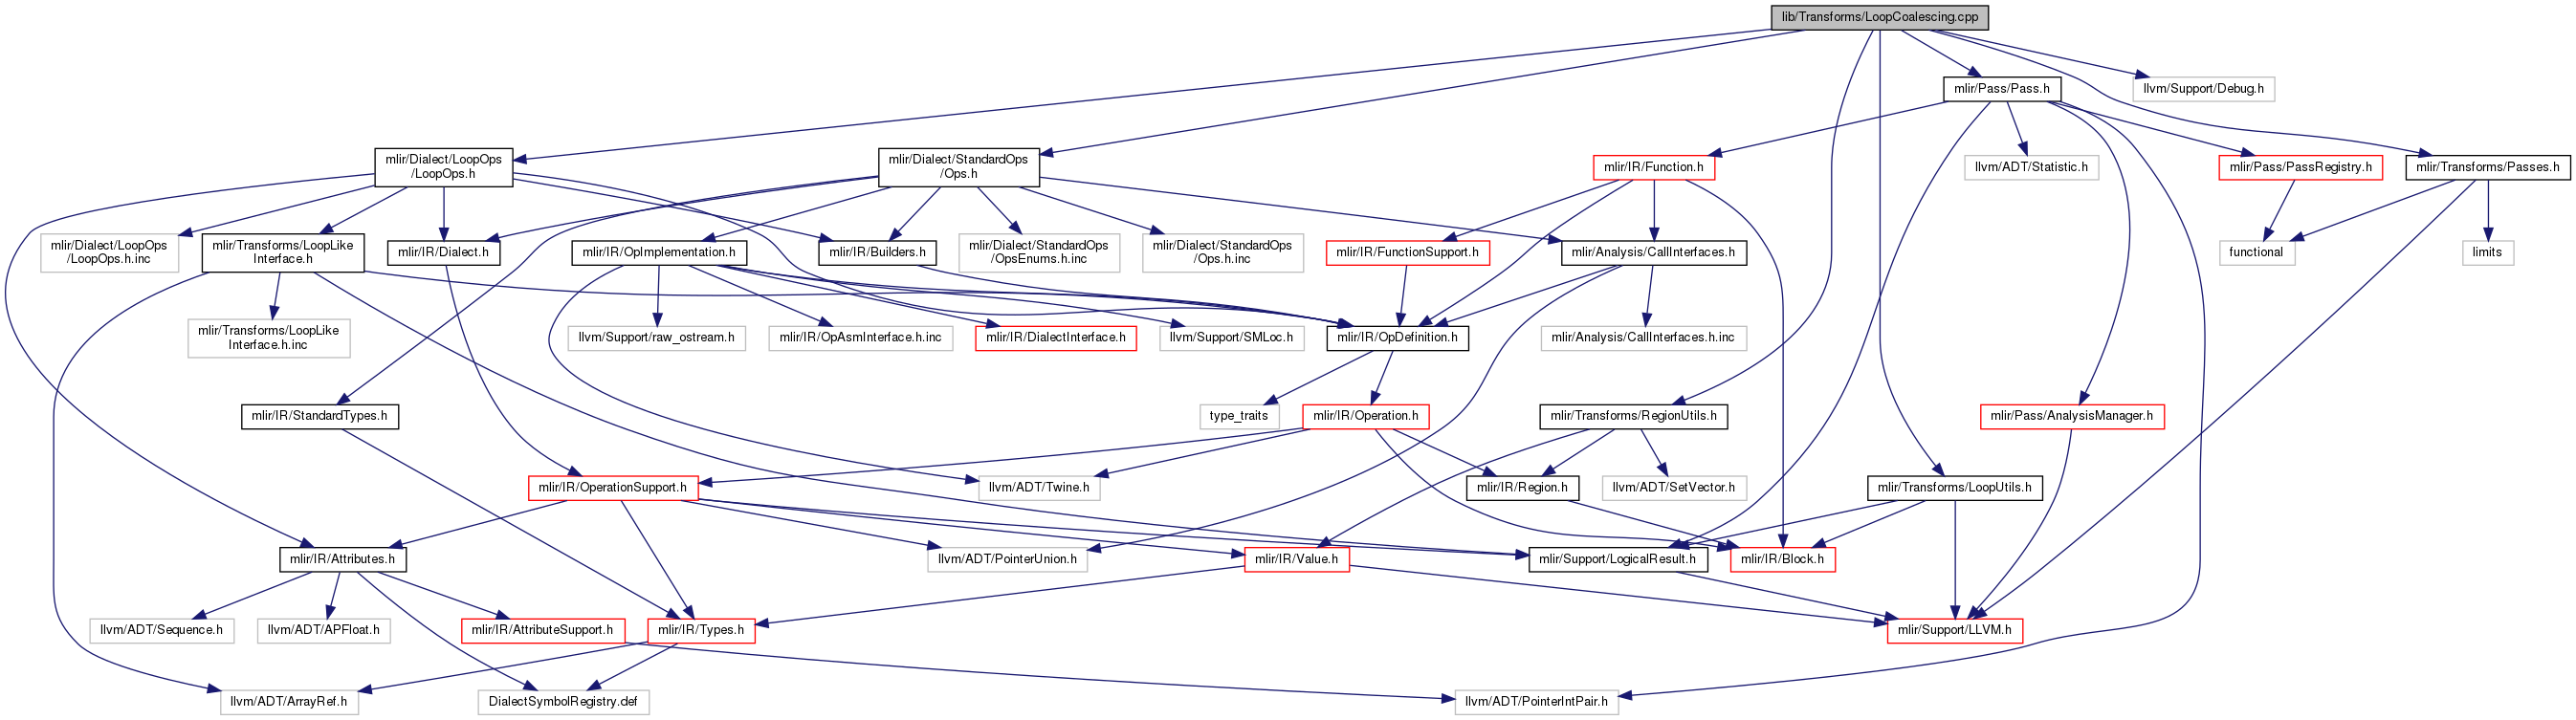 lib/Transforms/LoopCoalescing.cpp
mlir/Pass/Pass.h
llvm/Support/Debug.h
mlir/Dialect/LoopOps
/LoopOps.h
mlir/Dialect/StandardOps
/Ops.h
mlir/IR/Function.h
llvm/ADT/Statistic.h
mlir/Pass/PassRegistry.h
mlir/Transforms/Passes.h
mlir/Dialect/LoopOps
/LoopOps.h.inc
mlir/Transforms/LoopLike
Interface.h
mlir/IR/Dialect.h
mlir/IR/OpImplementation.h
mlir/IR/Builders.h
mlir/Dialect/StandardOps
/OpsEnums.h.inc
mlir/Dialect/StandardOps
/Ops.h.inc
mlir/IR/FunctionSupport.h
mlir/Analysis/CallInterfaces.h
functional
limits
mlir/Transforms/LoopLike
Interface.h.inc
llvm/Support/raw_ostream.h
mlir/IR/OpAsmInterface.h.inc
mlir/IR/DialectInterface.h
llvm/Support/SMLoc.h
mlir/IR/OpDefinition.h
mlir/Analysis/CallInterfaces.h.inc
mlir/IR/StandardTypes.h
type_traits
mlir/IR/Operation.h
mlir/Transforms/RegionUtils.h
mlir/Pass/AnalysisManager.h
mlir/IR/OperationSupport.h
llvm/ADT/Twine.h
mlir/IR/Region.h
llvm/ADT/SetVector.h
mlir/Transforms/LoopUtils.h
mlir/IR/Attributes.h
llvm/ADT/PointerUnion.h
mlir/IR/Value.h
mlir/Support/LogicalResult.h
mlir/IR/Block.h
llvm/ADT/Sequence.h
llvm/ADT/APFloat.h
mlir/IR/AttributeSupport.h
mlir/IR/Types.h
mlir/Support/LLVM.h
llvm/ADT/ArrayRef.h
DialectSymbolRegistry.def
llvm/ADT/PointerIntPair.h